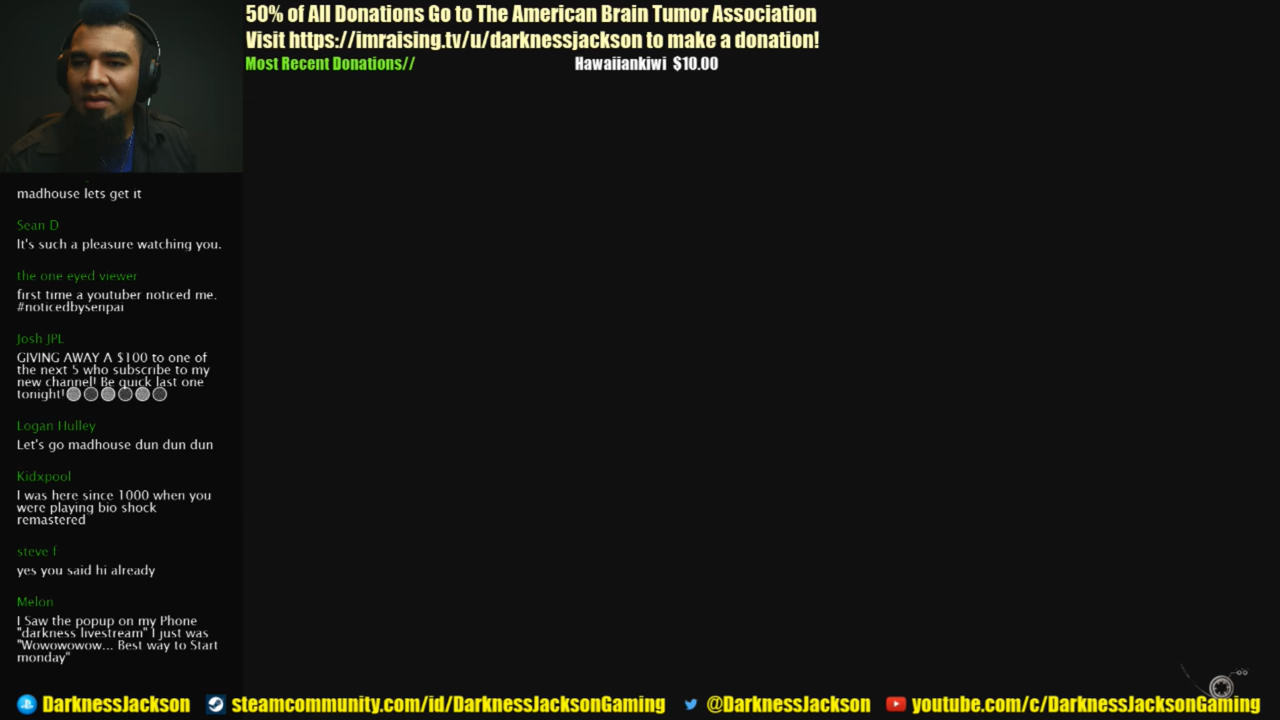 50% of All Donations Go to The American Brain Tumor Association
Visit https://imraising.tv/u/darknessjackson to make a donation!
Most Recent Donations// Hawaiiankiwi $10.00
madhouse lets get it
Sean D
It's such a pleasure watching you.
the one eyed viewer
first time a youtuber noticed me.
#noticedbysenpai
Josh JPL
GIVING AWAY A $100 to one of
the next 5 who subscribe to my
new channel! Be quick last one
tonight!
Logan Hulley
Let's go madhouse dun dun dun
Kidxpool
I was here since 1000 when you
were playing bio shock
remastered
steve f
yes you said hi already
Melon
I Saw the popup on my Phone
"darkness livestream" I just was
"Wowowowow... Best way to Start
monday"
DarknessJackson steamcommunity.com/id/DarknessJacksonGaming @DarknessJackson youtube.com/c/DarknessJacksonGaming